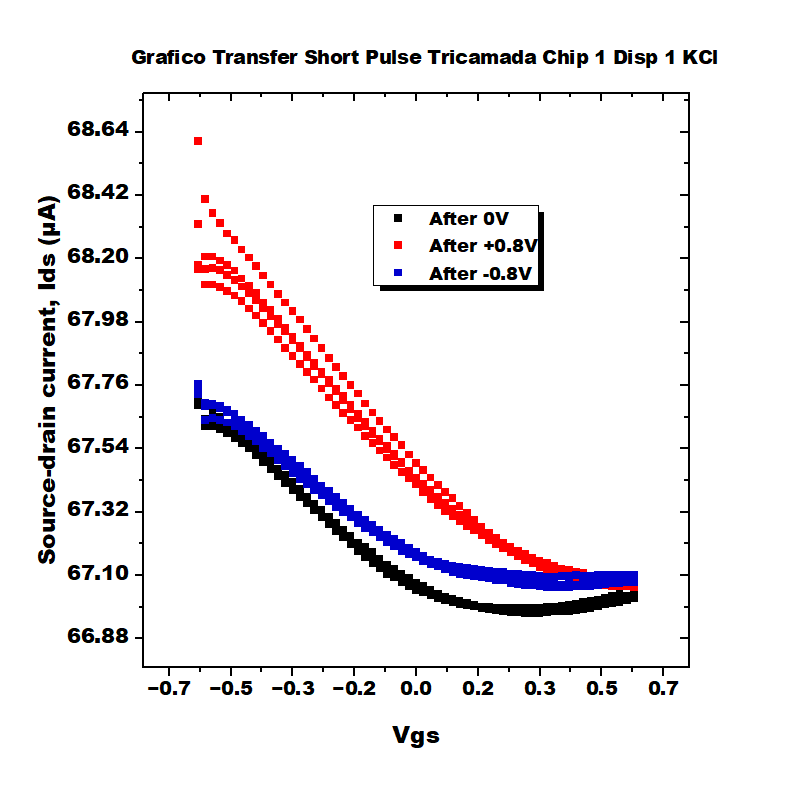 Grafico Transfer Short Pulse Tricamada Chip 1 Disp 1 KCl
68.64
68.42
68.20
67.98
67.76
67.54
67.32
67.10
66.88
Source-drain current, Ids (µA)
After 0V
After +0.8V
After -0.8V
−0.7 −0.5 −0.3 −0.2 0.0 0.2 0.3 0.5 0.7
Vgs